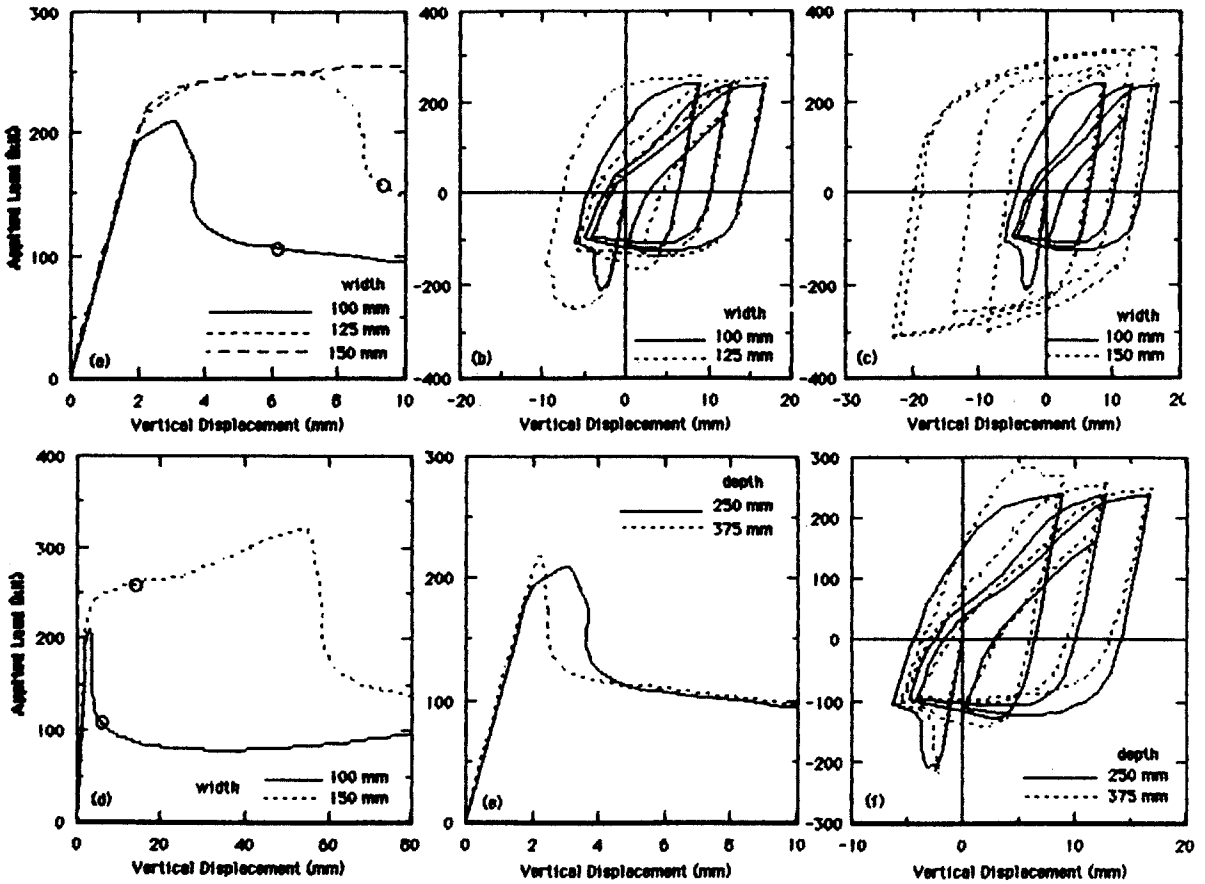 300
200
100
0
Applied Load (kN)
width
100 mm
125 mm
150 mm
(a)
0 2 4 6 8 10
Vertical Displacement (mm)
400
200
0
-200
-400
width
100 mm
125 mm
(b)
-20 -10 0 10 20
Vertical Displacement (mm)
400
200
0
-200
-400
width
100 mm
150 mm
(c)
-30 -20 -10 0 10
Vertical Displacement (mm)
400
300
200
100
0
Applied Load (kN)
width
100 mm
150 mm
(d)
0 20 40 60 80
Vertical Displacement (mm)
300
200
100
0
depth
250 mm
375 mm
(e)
0 2 4 6 8 10
Vertical Displacement (mm)
300
200
100
0
-100
-200
-300
depth
250 mm
375 mm
(f)
-10 0 10 20
Vertical Displacement (mm)